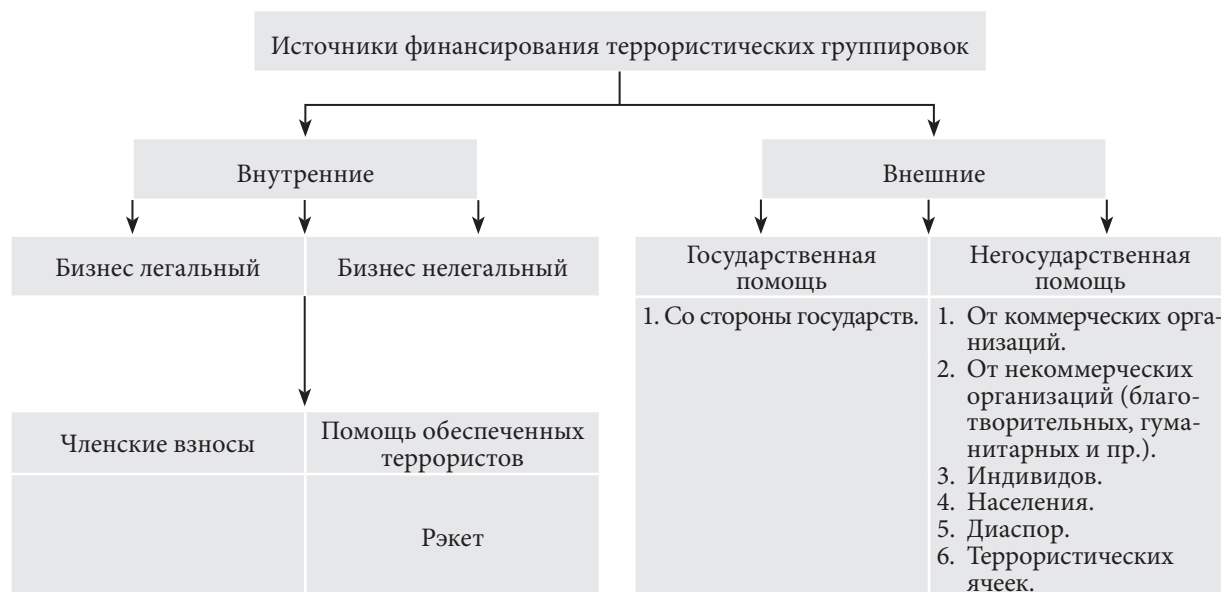 Источники финансирования террористических группировок
Внутренние
Внешние
Бизнес легальный
Бизнес нелегальный
Государственная
помощь
Негосударственная
помощь
1. Со стороны государств.
1. От коммерческих орга-
низаций.
2. От некоммерческих
организаций (благо-
творительных, гума-
нитарных и пр.).
3. Индивидов.
4. Населения.
5. Диаспор.
6. Террористических
ячеек.
Членские взносы
Помощь обеспеченных
террористов
Рэкет